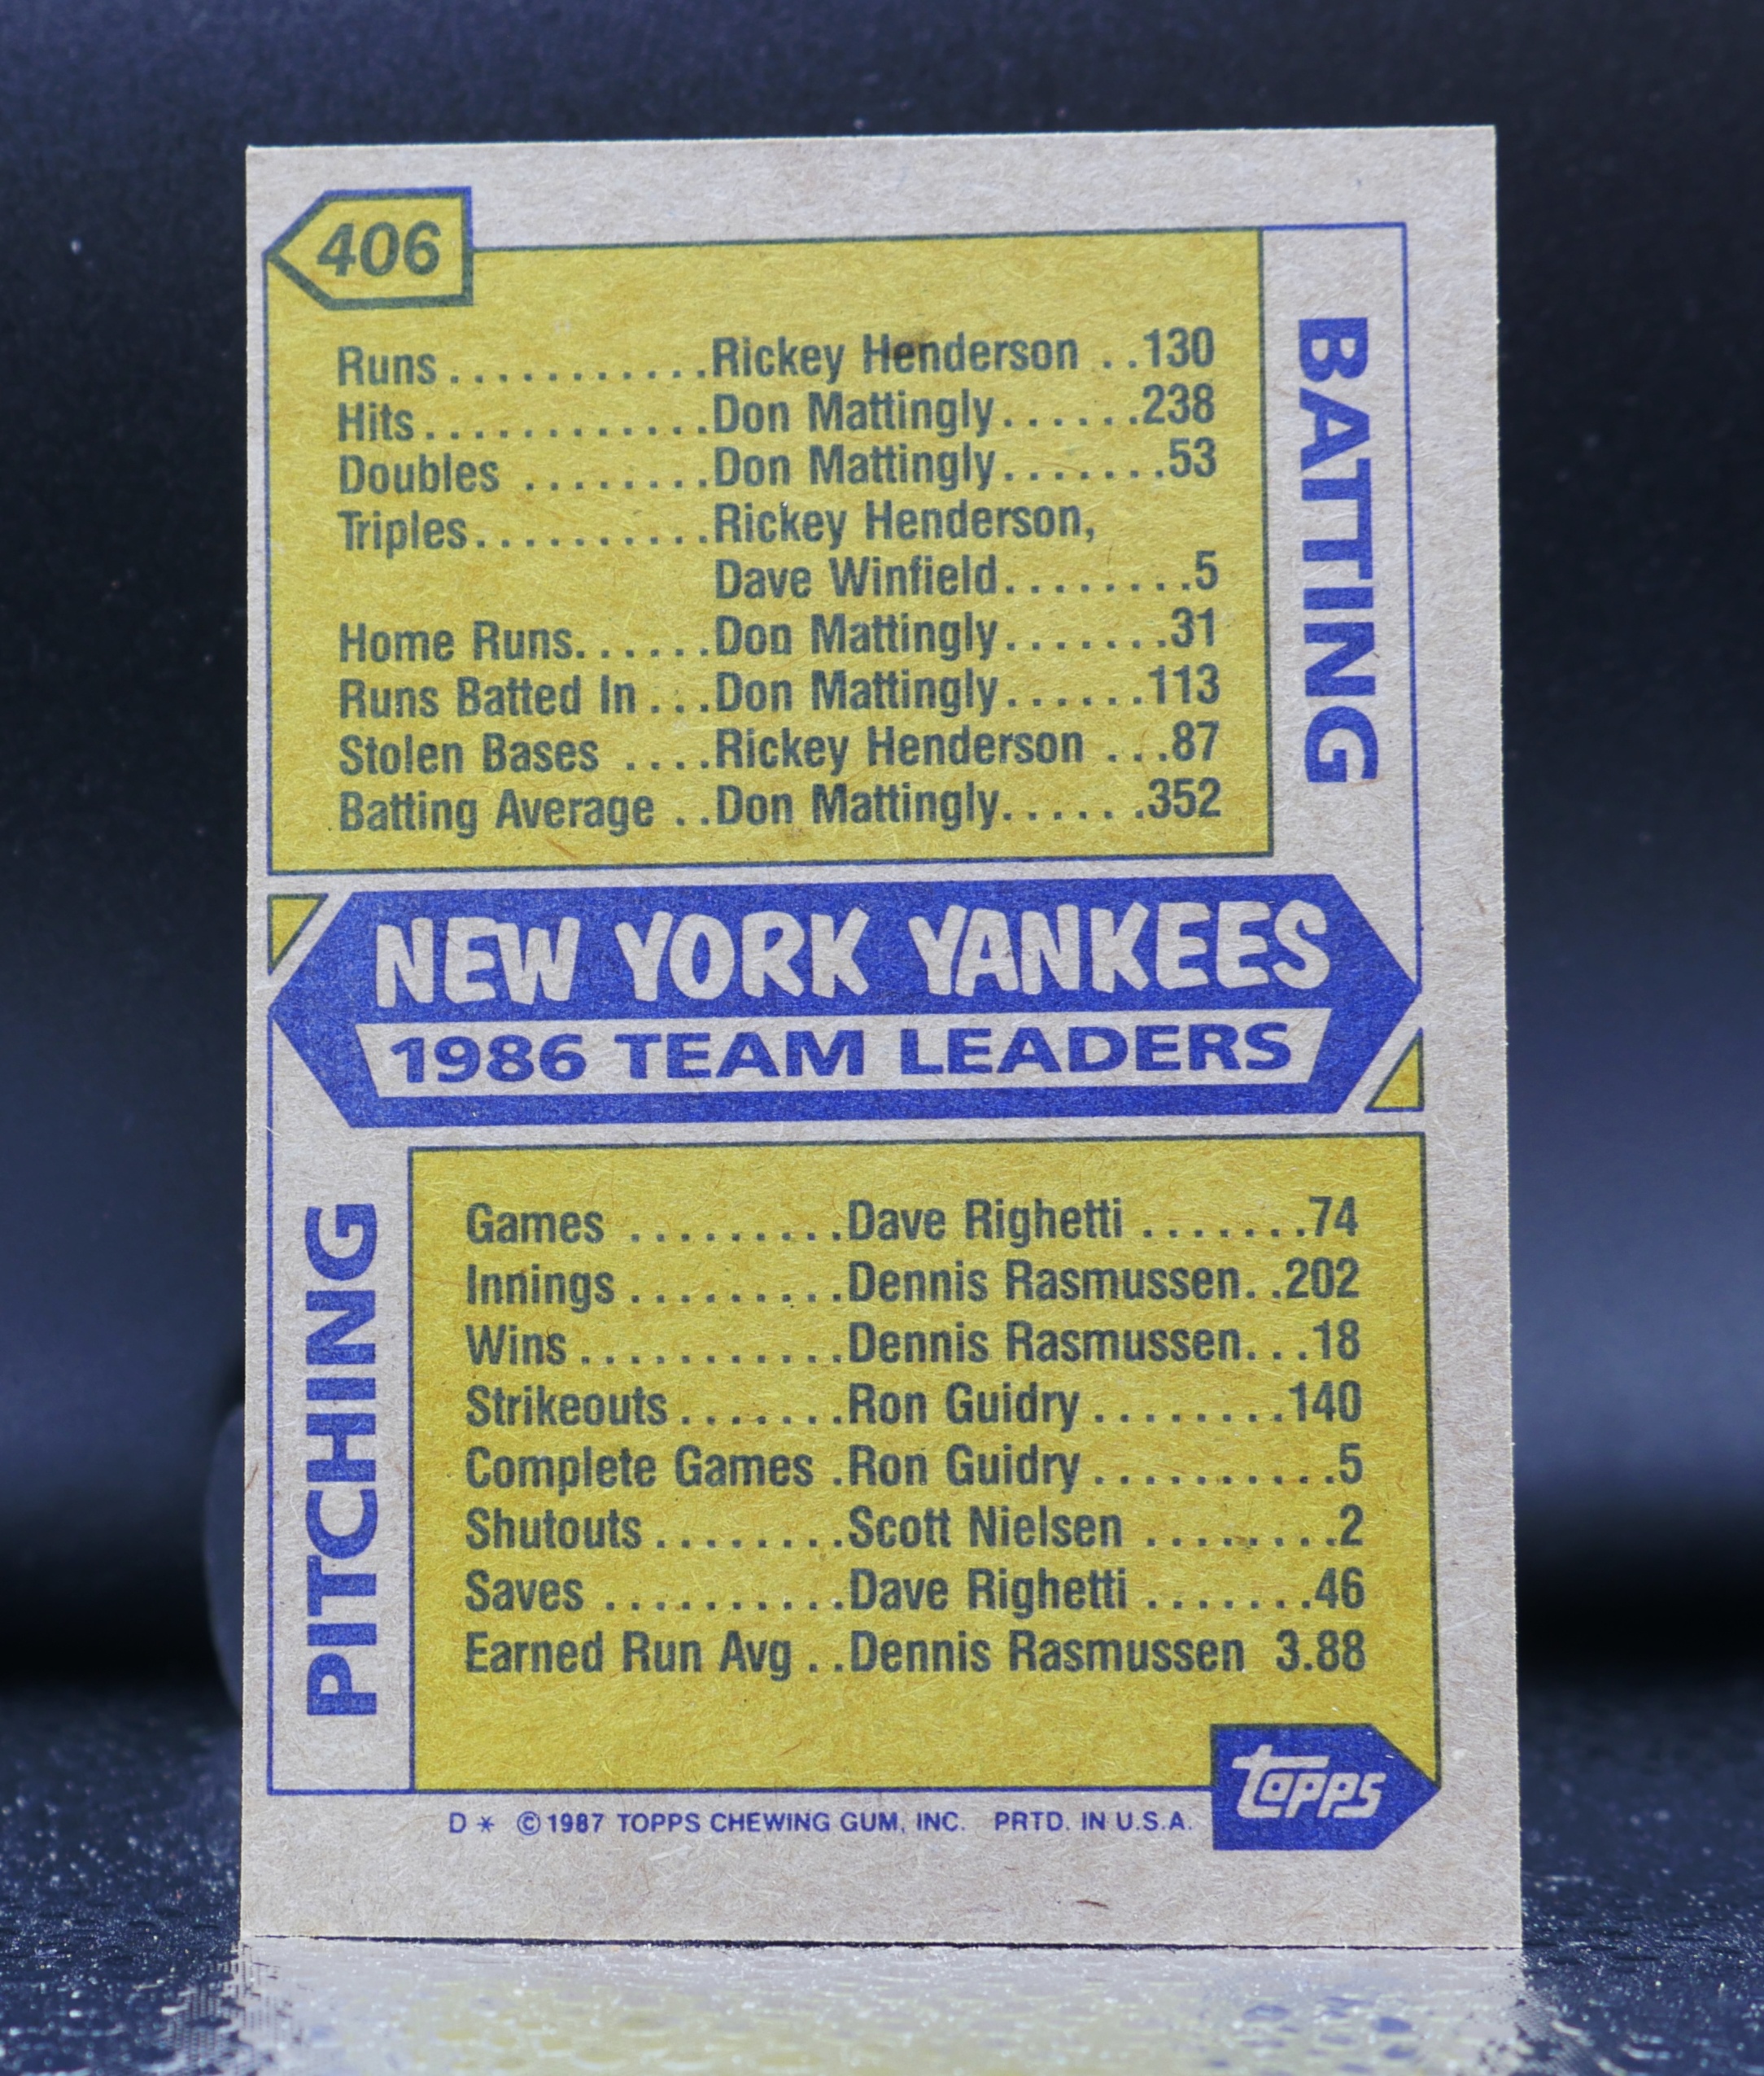 406
Runs...........Rickey Henderson ..130
Hits............Don Mattingly......238
Doubles ........Don Mattingly.......53
Triples..........Rickey Henderson,
Dave Winfield........5
Home Runs......Don Mattingly.......31
Runs Batted In...Don Mattingly......113
Stolen Bases ....Rickey Henderson ...87
Batting Average ..Don Mattingly......352
BATTING
NEW YORK YANKEES
1986 TEAM LEADERS
PITCHING
Games .........Dave Righetti .......74
Innings.........Dennis Rasmussen..202
Wins...........Dennis Rasmussen...18
Strikeouts.......Ron Guidry........140
Complete Games .Ron Guidry..........5
Shutouts........Scott Nielsen ........2
Saves ..........Dave Righetti .......46
Earned Run Avg ..Dennis Rasmussen 3.88
topps
D * ©1987 TOPPS CHEWING GUM, INC. PRTD. IN U.S.A.